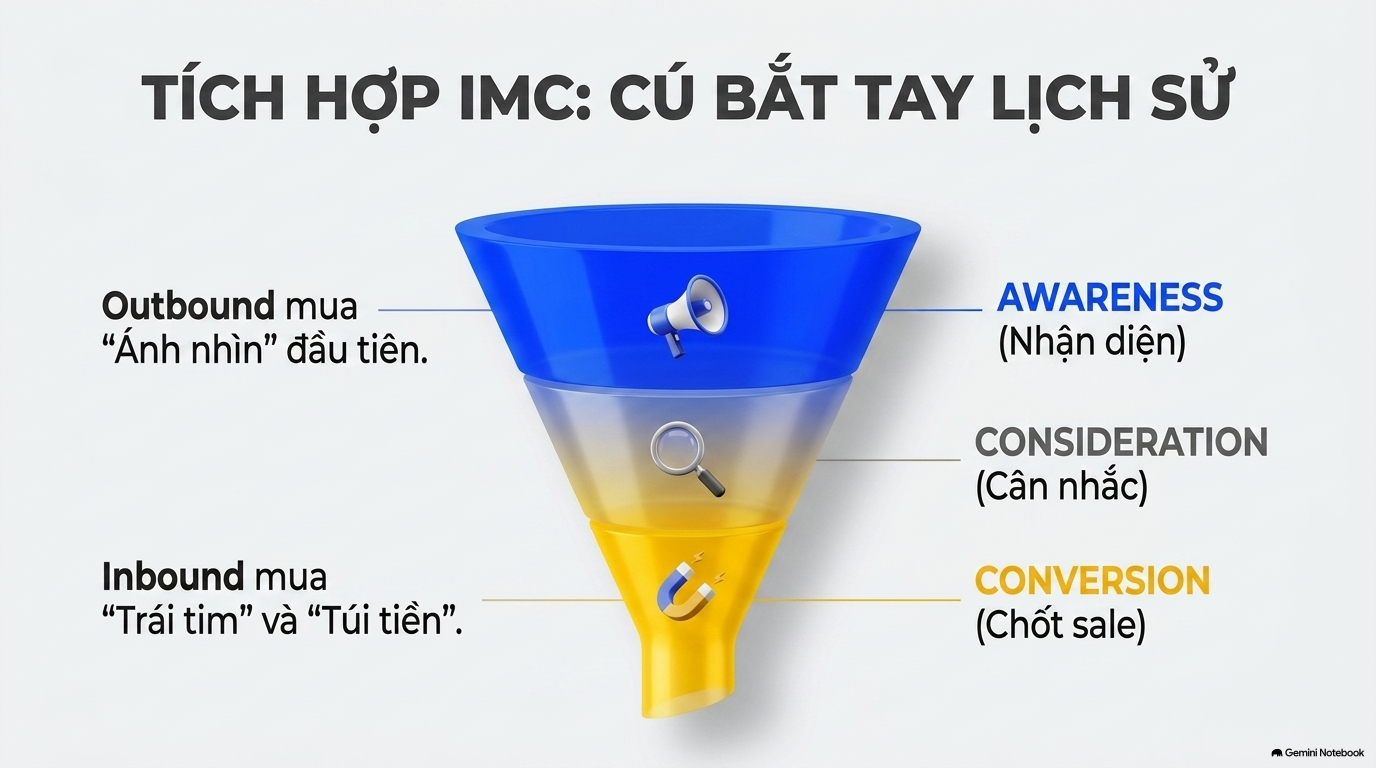 TÍCH HỢP IMC: CÚ BẮT TAY LỊCH SỬ
Outbound mua
“Ánh nhìn” đầu tiên.
AWARENESS
(Nhận diện)
CONSIDERATION
(Cân nhắc)
Inbound mua
“Trái tim” và “Túi tiền”.
CONVERSION
(Chốt sale)
Gemini Notebook